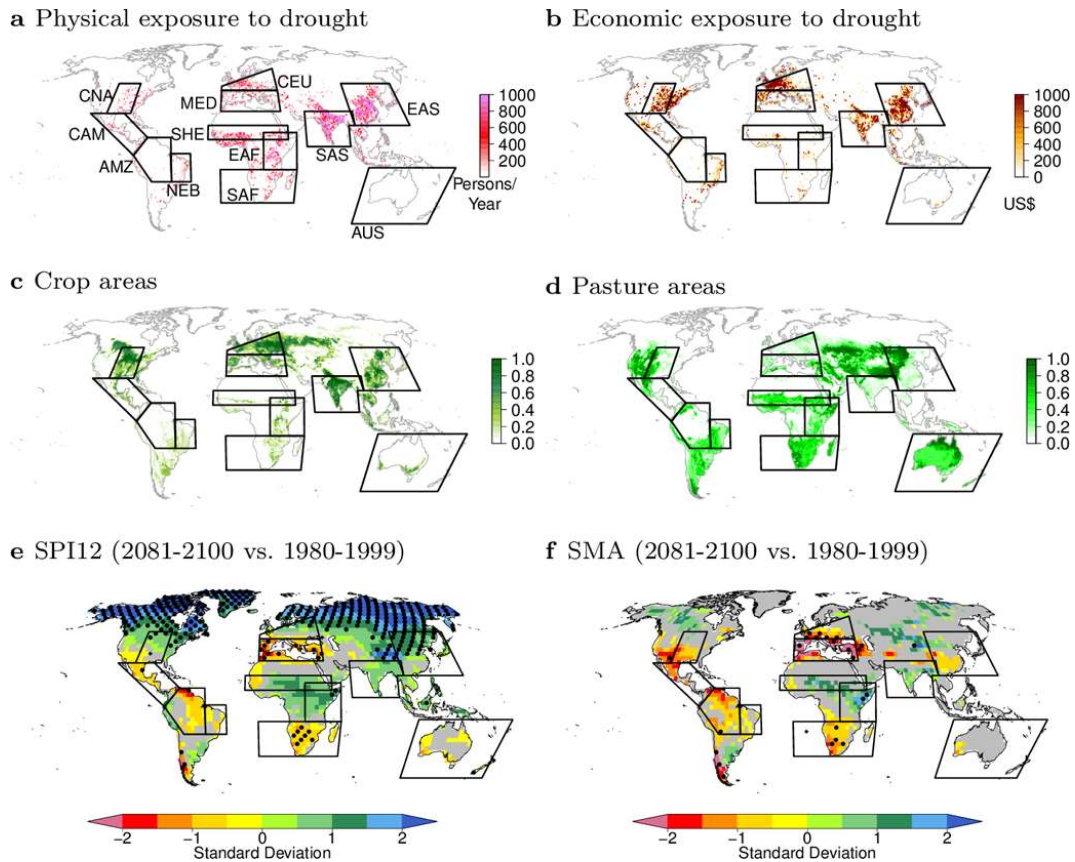 a Physical exposure to drought
b Economic exposure to drought
CNA
CAM
AMZ
NEB
MED
CEU
SHE
EAF
SAF
SAS
EAS
AUS
1000
800
600
400
200
Persons/
Year
1000
800
600
400
200
0
US$
c Crop areas
d Pasture areas
1.0
0.8
0.6
0.4
0.2
0.0
1.0
0.8
0.6
0.4
0.2
0.0
e SPI12 (2081-2100 vs. 1980-1999)
f SMA (2081-2100 vs. 1980-1999)
−2 −1 0 1 2
Standard Deviation
−2 −1 0 1 2
Standard Deviation